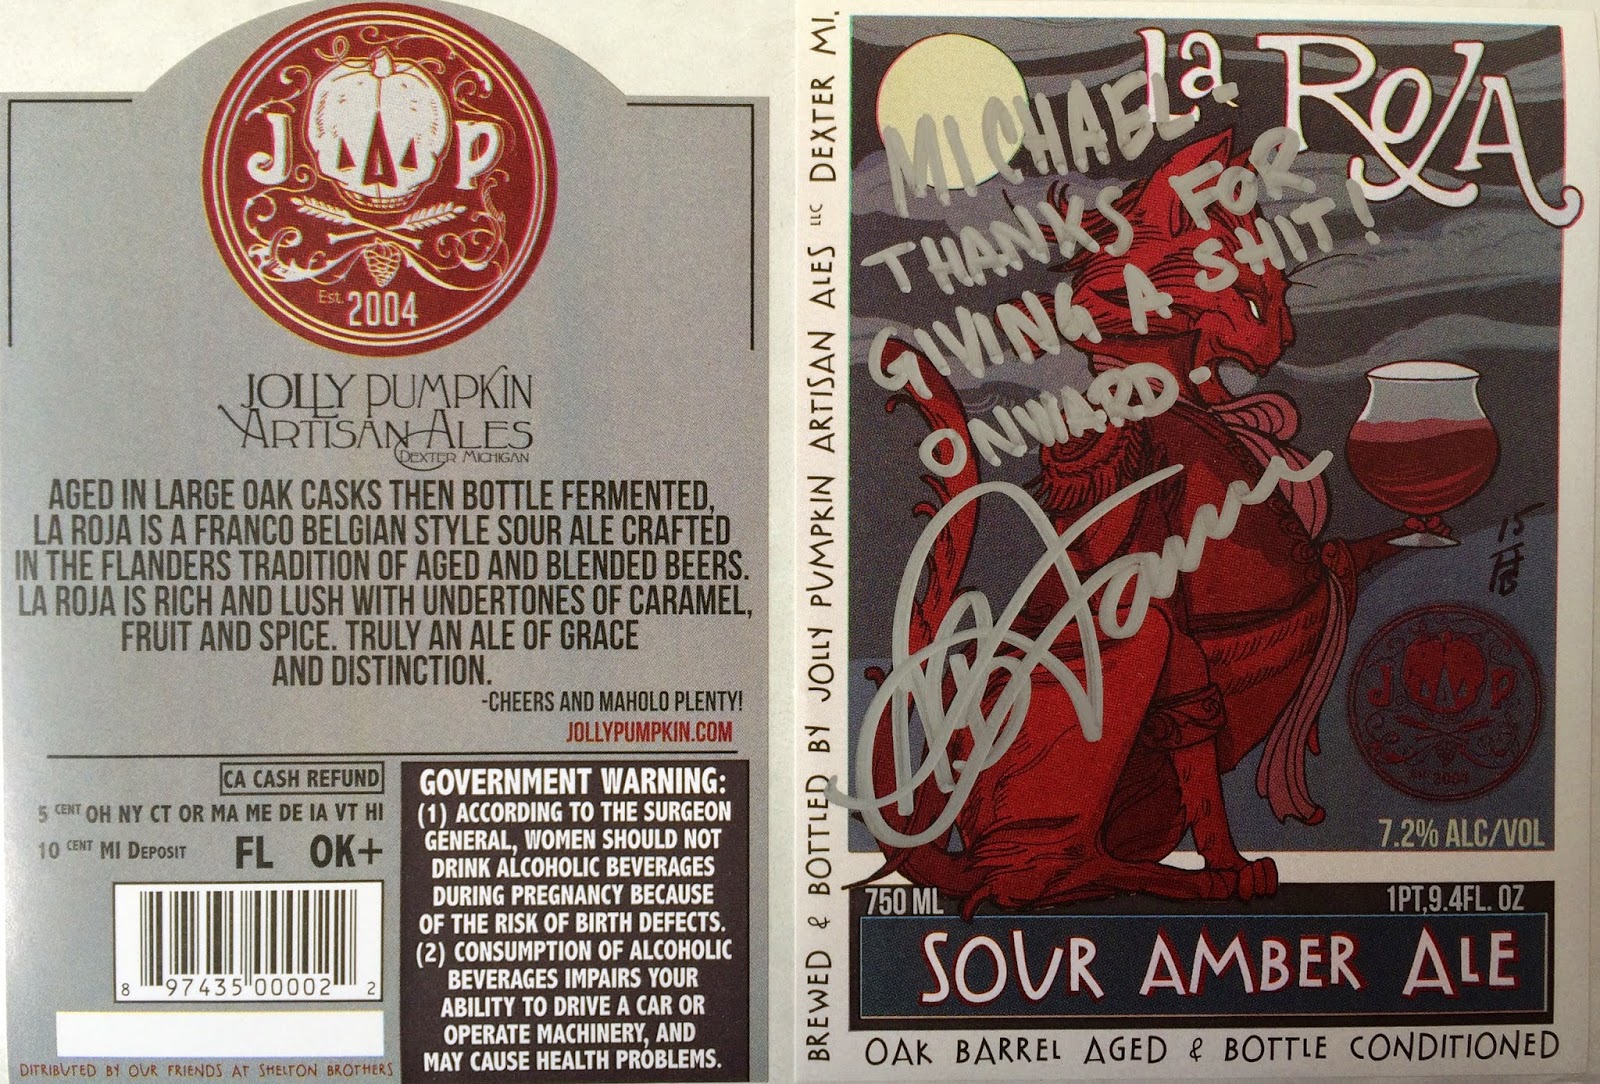 J P
Est. 2004
JOLLY PUMPKIN
ARTISAN ALES
DEXTER MICHIGAN
AGED IN LARGE OAK CASKS THEN BOTTLE FERMENTED,
LA ROJA IS A FRANCO BELGIAN STYLE SOUR ALE CRAFTED
IN THE FLANDERS TRADITION OF AGED AND BLENDED BEERS.
LA ROJA IS RICH AND LUSH WITH UNDERTONES OF CARAMEL,
FRUIT AND SPICE. TRULY AN ALE OF GRACE
AND DISTINCTION.
-CHEERS AND MAHOLO PLENTY!
JOLLYPUMPKIN.COM
CA CASH REFUND
5 CENT OH NY CT OR MA ME DE IA VT HI
10 CENT MI DEPOSIT FL OK+
8 97435 00002 2
DITRIBUTED BY OUR FRIENDS AT SHELTON BROTHERS
GOVERNMENT WARNING:
(1) ACCORDING TO THE SURGEON
GENERAL, WOMEN SHOULD NOT
DRINK ALCOHOLIC BEVERAGES
DURING PREGNANCY BECAUSE
OF THE RISK OF BIRTH DEFECTS.
(2) CONSUMPTION OF ALCOHOLIC
BEVERAGES IMPAIRS YOUR
ABILITY TO DRIVE A CAR OR
OPERATE MACHINERY, AND
MAY CAUSE HEALTH PROBLEMS.
BREWED & BOTTLED BY JOLLY PUMPKIN ARTISAN ALES LLC DEXTER MI.
La ROJA
MICHAEL-
THANKS FOR
GIVING A SHIT!
ONWARD-
15
J P
EST. 2004
7.2% ALC/VOL
750 ML 1PT,9.4FL. OZ
SOUR AMBER ALE
OAK BARREL AGED & BOTTLE CONDITIONED